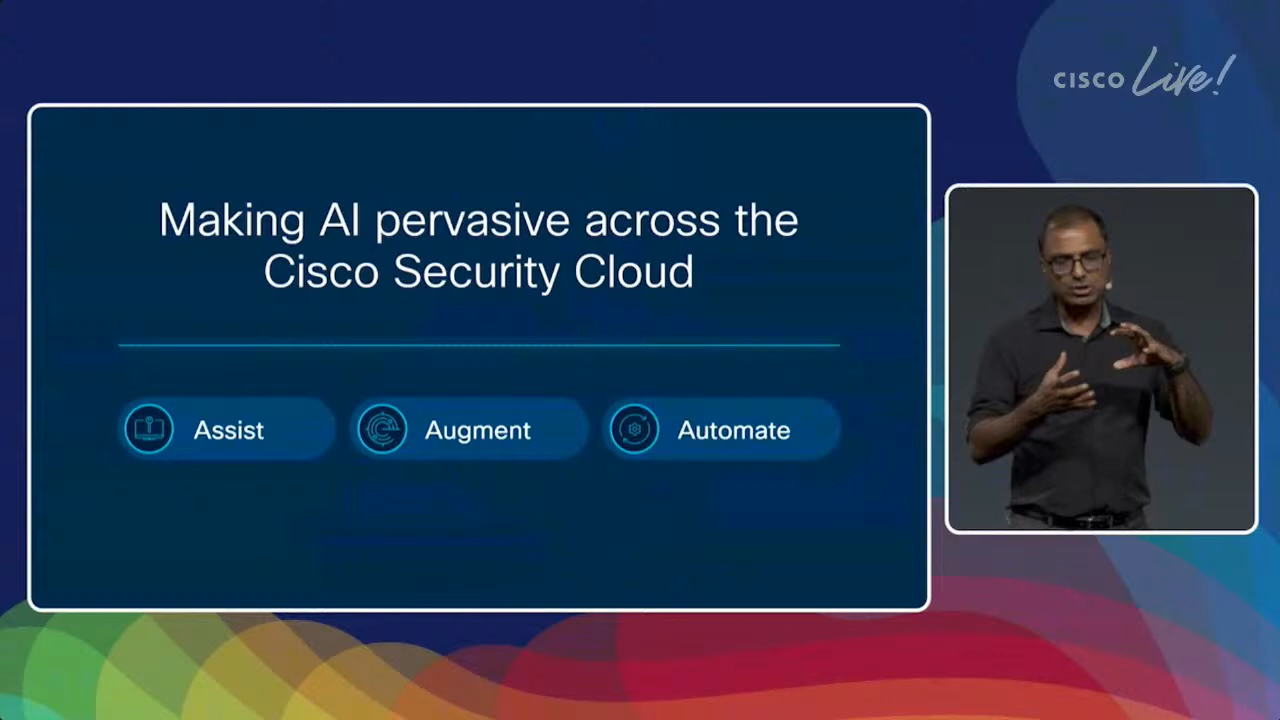 CISCO Live!
Making AI pervasive across the
Cisco Security Cloud
Assist
Augment
Automate